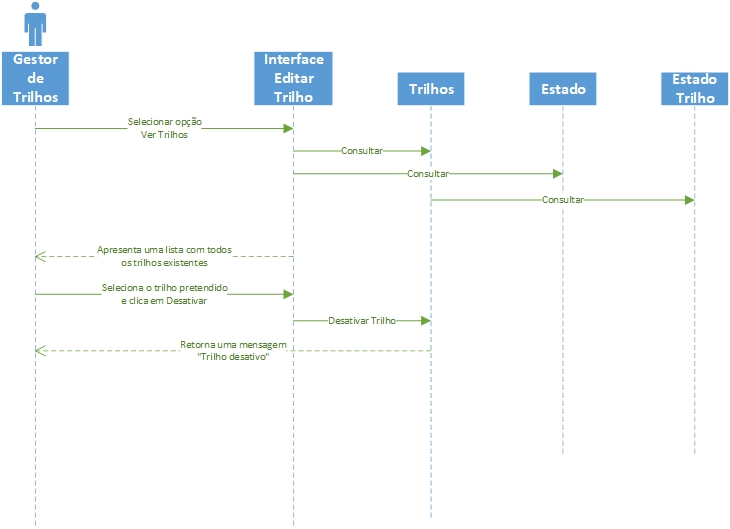 Gestor
de
Trilhos
Interface
Editar
Trilho
Trilhos
Estado
Estado
Trilho
Selecionar opção
Ver Trilhos
Consultar
Consultar
Consultar
Apresenta uma lista com todos
os trilhos existentes
Seleciona o trilho pretendido
e clica em Desativar
Desativar Trilho
Retorna uma mensagem
"Trilho desativo"